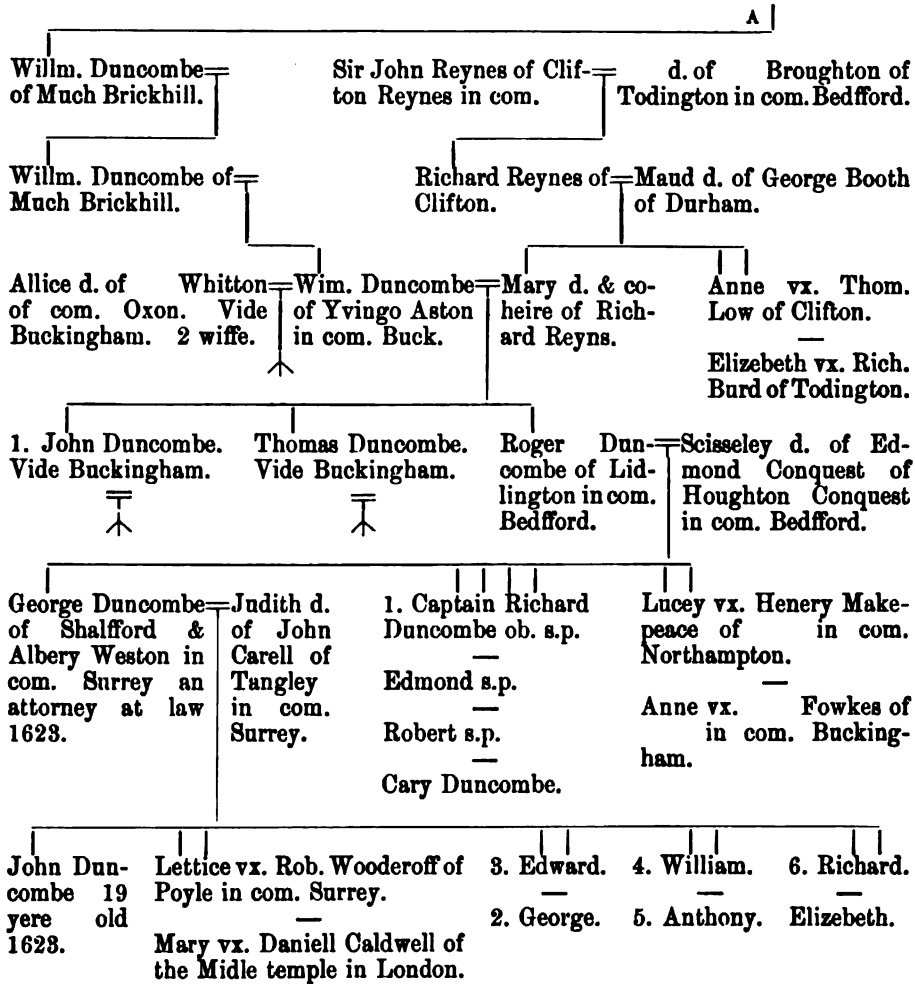 A
Willm. Duncombe
of Much Brickhill.
Sir John Reynes of Clif-
ton Reynes in com.
d. of Broughton of
Todington in com. Bedfford.
Willm. Duncombe of
Much Brickhill.
Richard Reynes of
Clifton.
Maud d. of George Booth
of Durham.
Allice d. of Whitton
of com. Oxon. Vide
Buckingham. 2 wiffe.
Wim. Duncombe
of Yvingo Aston
in com. Buck.
Mary d. & co-
heire of Rich-
ard Reyns.
Anne vx. Thom.
Low of Clifton.
Elizebeth vx. Rich.
Burd of Todington.
1. John Duncombe.
Vide Buckingham.
Thomas Duncombe.
Vide Buckingham.
Roger Dun-
combe of Lid-
lington in com.
Bedfford.
Scisseley d. of Ed-
mond Conquest of
Houghton Conquest
in com. Bedfford.
George Duncombe
of Shalfford &
Albery Weston in
com. Surrey an
attorney at law
1623.
Judith d.
of John
Carell of
Tangley
in com.
Surrey.
1. Captain Richard
Duncombe ob. s.p.
Edmond s.p.
Robert s.p.
Cary Duncombe.
Lucey vx. Henery Make-
peace of in com.
Northampton.
Anne vx. Fowkes of
in com. Bucking-
ham.
John Dun-
combe 19
yere old
1623.
Lettice vx. Rob. Wooderoff of
Poyle in com. Surrey.
Mary vx. Daniell Caldwell of
the Midle temple in London.
3. Edward.
2. George.
4. William.
5. Anthony.
6. Richard.
Elizebeth.